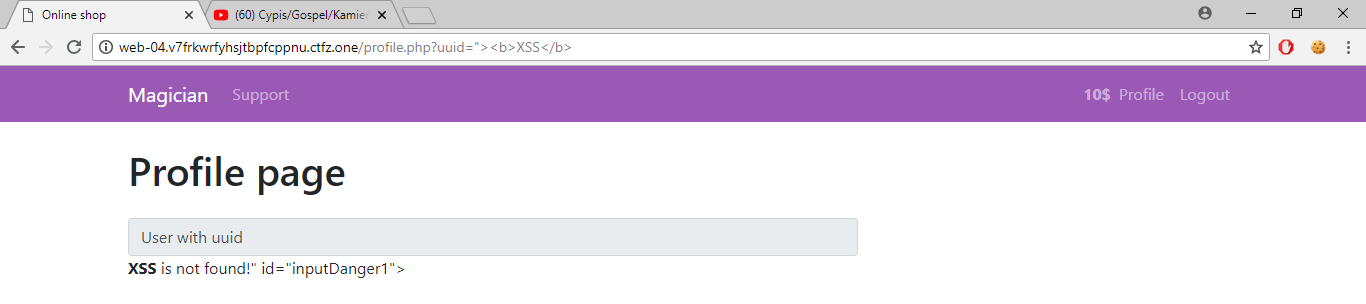 Online shop
(60) Cypis/Gospel/Kamie
web-04.v7frkwrfyhsjtbpfcppnu.ctfz.one/profile.php?uuid="><b>XSS</b>
Magician Support 10$ Profile Logout
Profile page
User with uuid
XSS is not found!" id="inputDanger1">